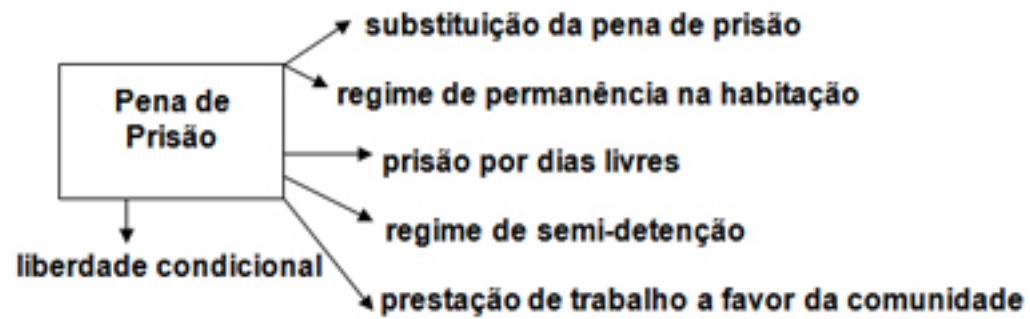 substituição da pena de prisão
Pena de
Prisão
regime de permanência na habitação
prisão por dias livres
regime de semi-detenção
liberdade condicional
prestação de trabalho a favor da comunidade